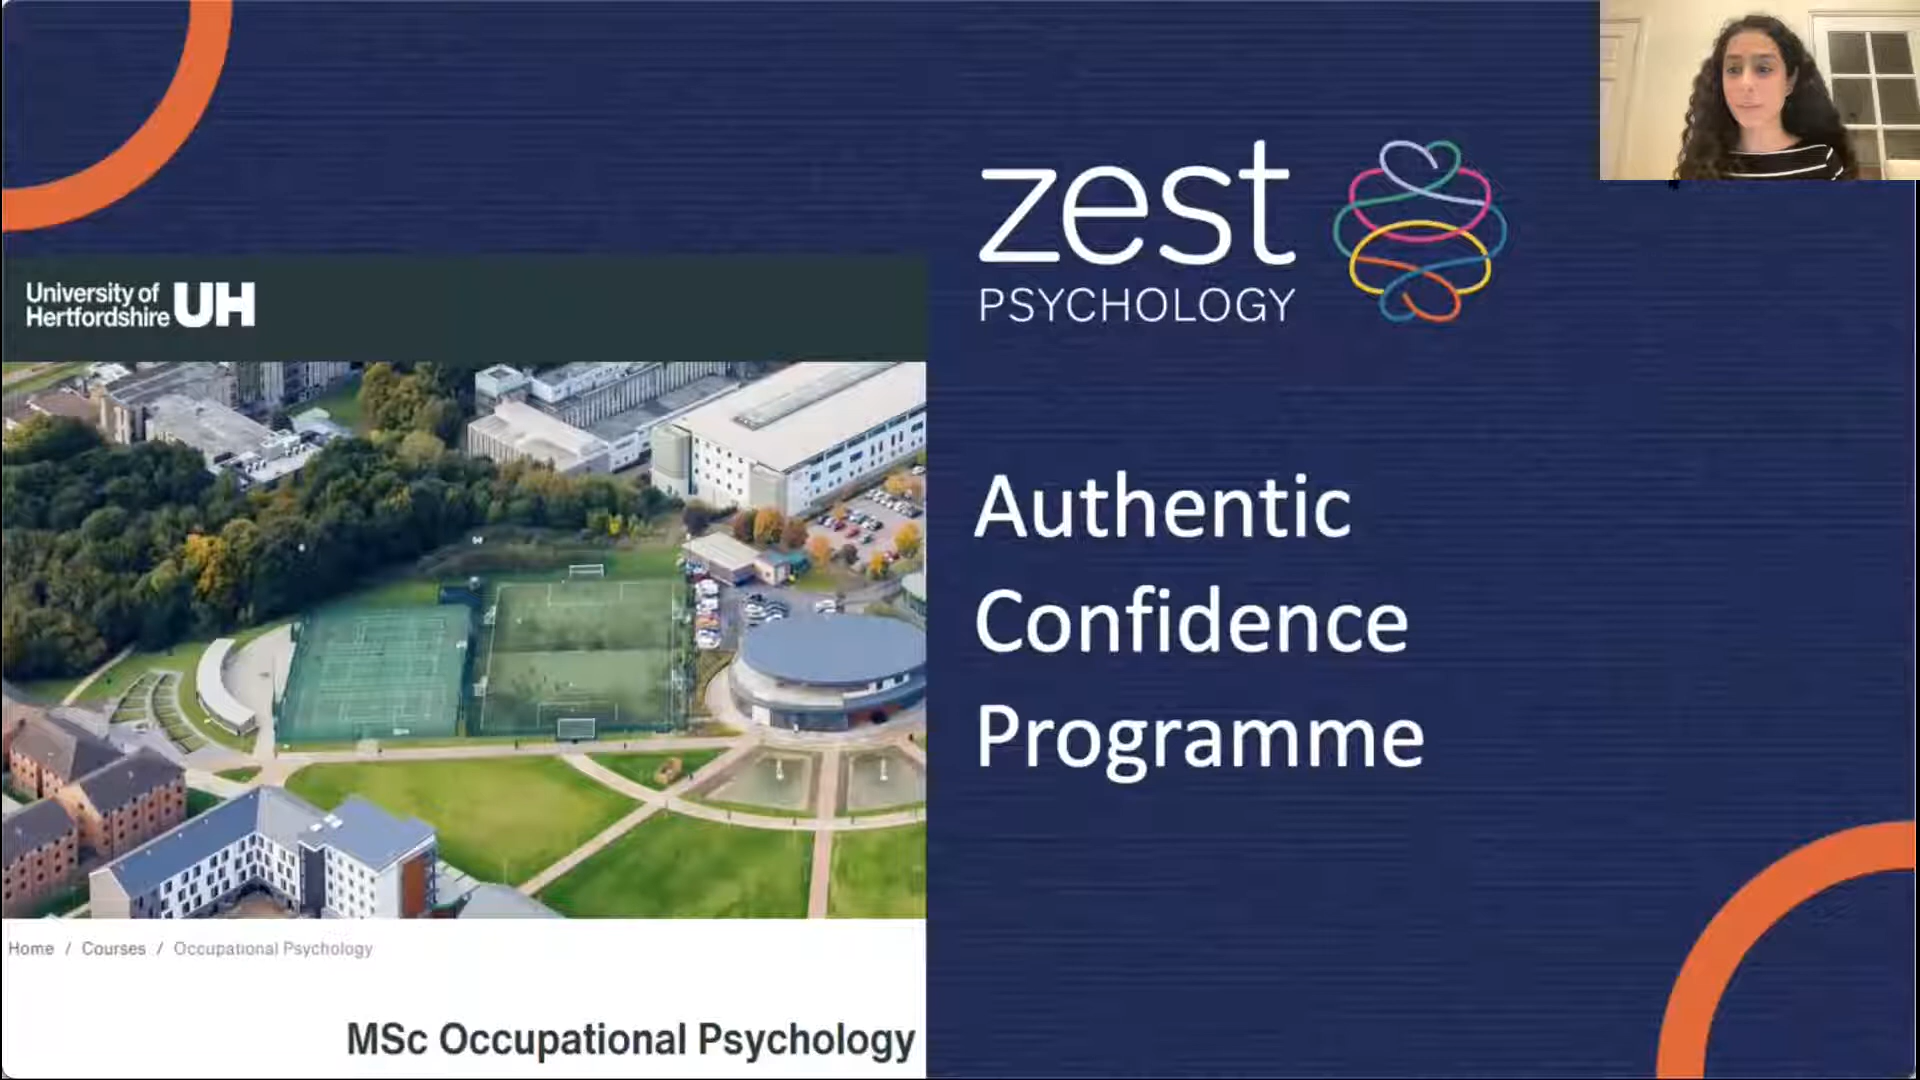 University of
Hertfordshire UH
Home / Courses / Occupational Psychology
MSc Occupational Psychology
zest
PSYCHOLOGY
Authentic
Confidence
Programme